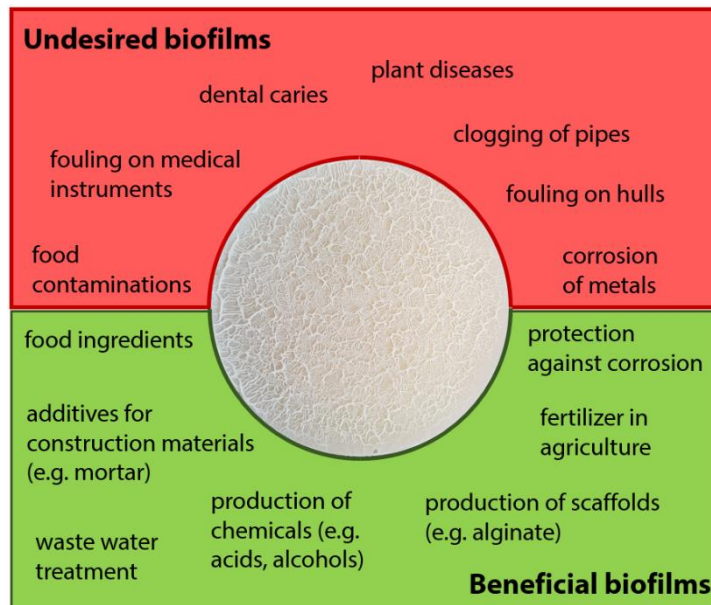 Undesired biofilms
plant diseases
dental caries
clogging of pipes
fouling on medical
instruments
fouling on hulls
food
contaminations
corrosion
of metals
food ingredients
protection
against corrosion
additives for
construction materials
(e.g. mortar)
fertilizer in
agriculture
production of
chemicals (e.g.
acids, alcohols)
production of scaffolds
(e.g. alginate)
waste water
treatment
Beneficial biofilms